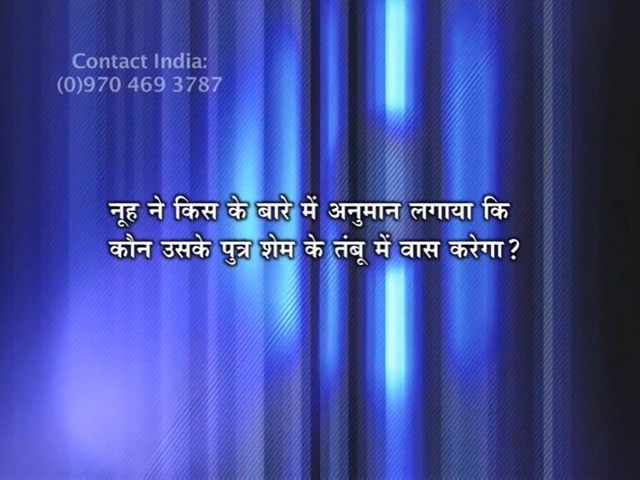 Contact India:
(0)970 469 3787
नूह ने किस के बारे में अनुमान लगाया कि
कौन उसके पुत्र शेम के तंबू में वास करेगा?